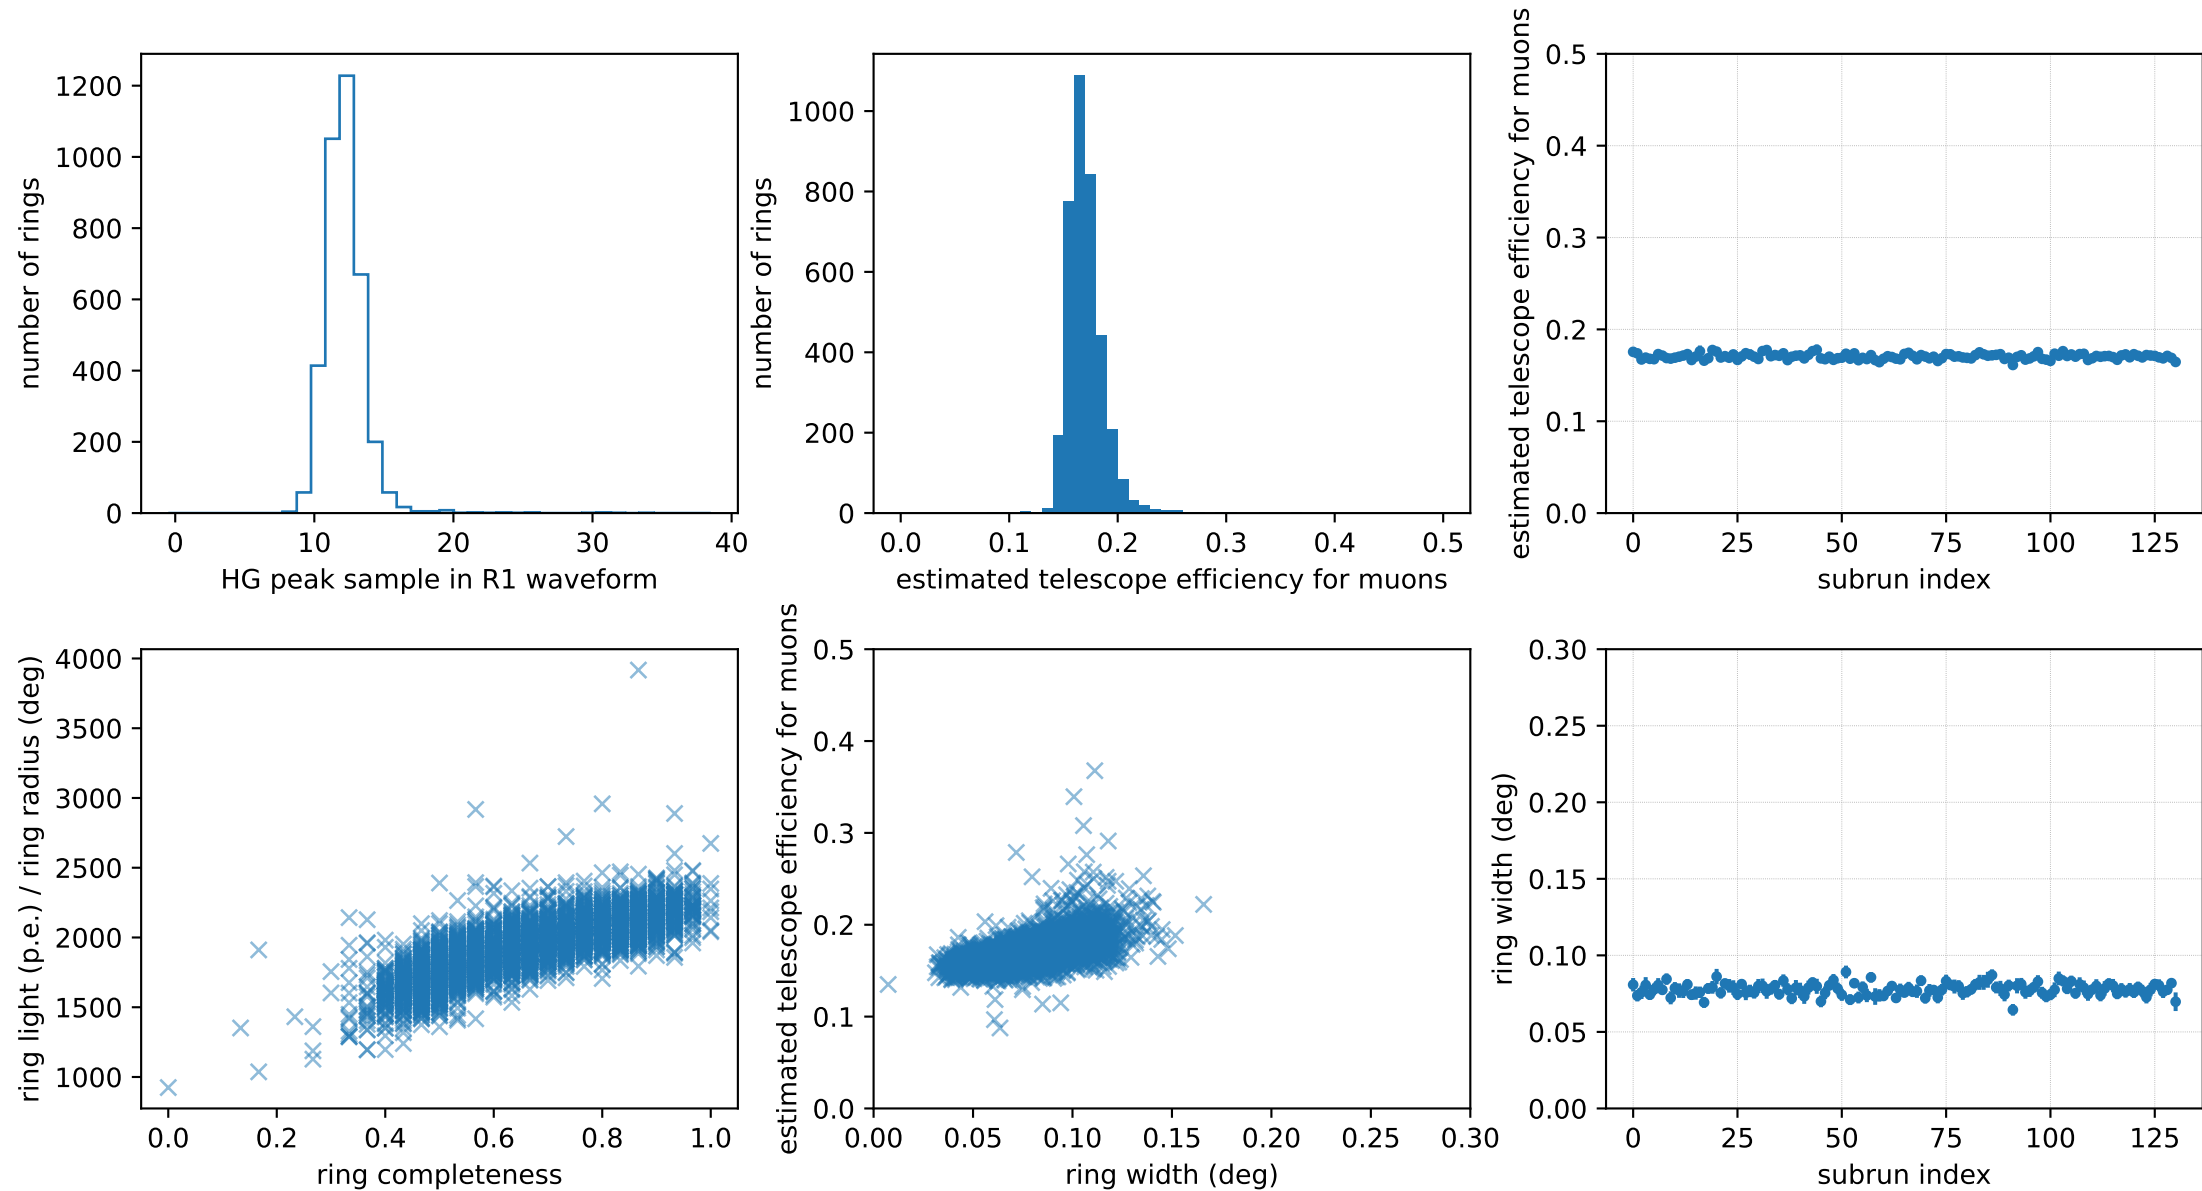 number of rings
1200
1000
800
600
400
200
0
0 10 20 30 40
HG peak sample in R1 waveform
number of rings
1000
800
600
400
200
0
0.0 0.1 0.2 0.3 0.4 0.5
estimated telescope efficiency for muons
estimated telescope efficiency for muons
0.5
0.4
0.3
0.2
0.1
0.0
0 25 50 75 100 125
subrun index
ring light (p.e.) / ring radius (deg)
4000
3500
3000
2500
2000
1500
1000
0.0 0.2 0.4 0.6 0.8 1.0
ring completeness
estimated telescope efficiency for muons
0.5
0.4
0.3
0.2
0.1
0.0
0.00 0.05 0.10 0.15 0.20 0.25 0.30
ring width (deg)
ring width (deg)
0.30
0.25
0.20
0.15
0.10
0.05
0.00
0 25 50 75 100 125
subrun index